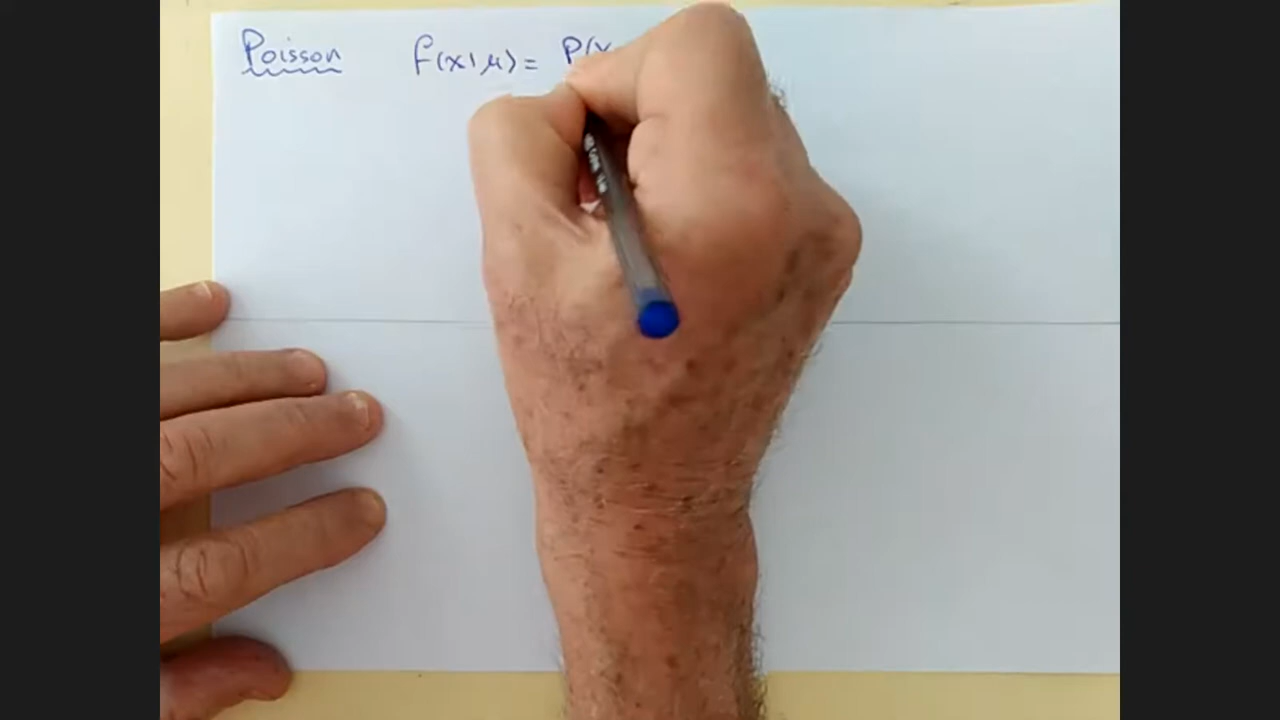 Poisson f(x|μ) = P(X